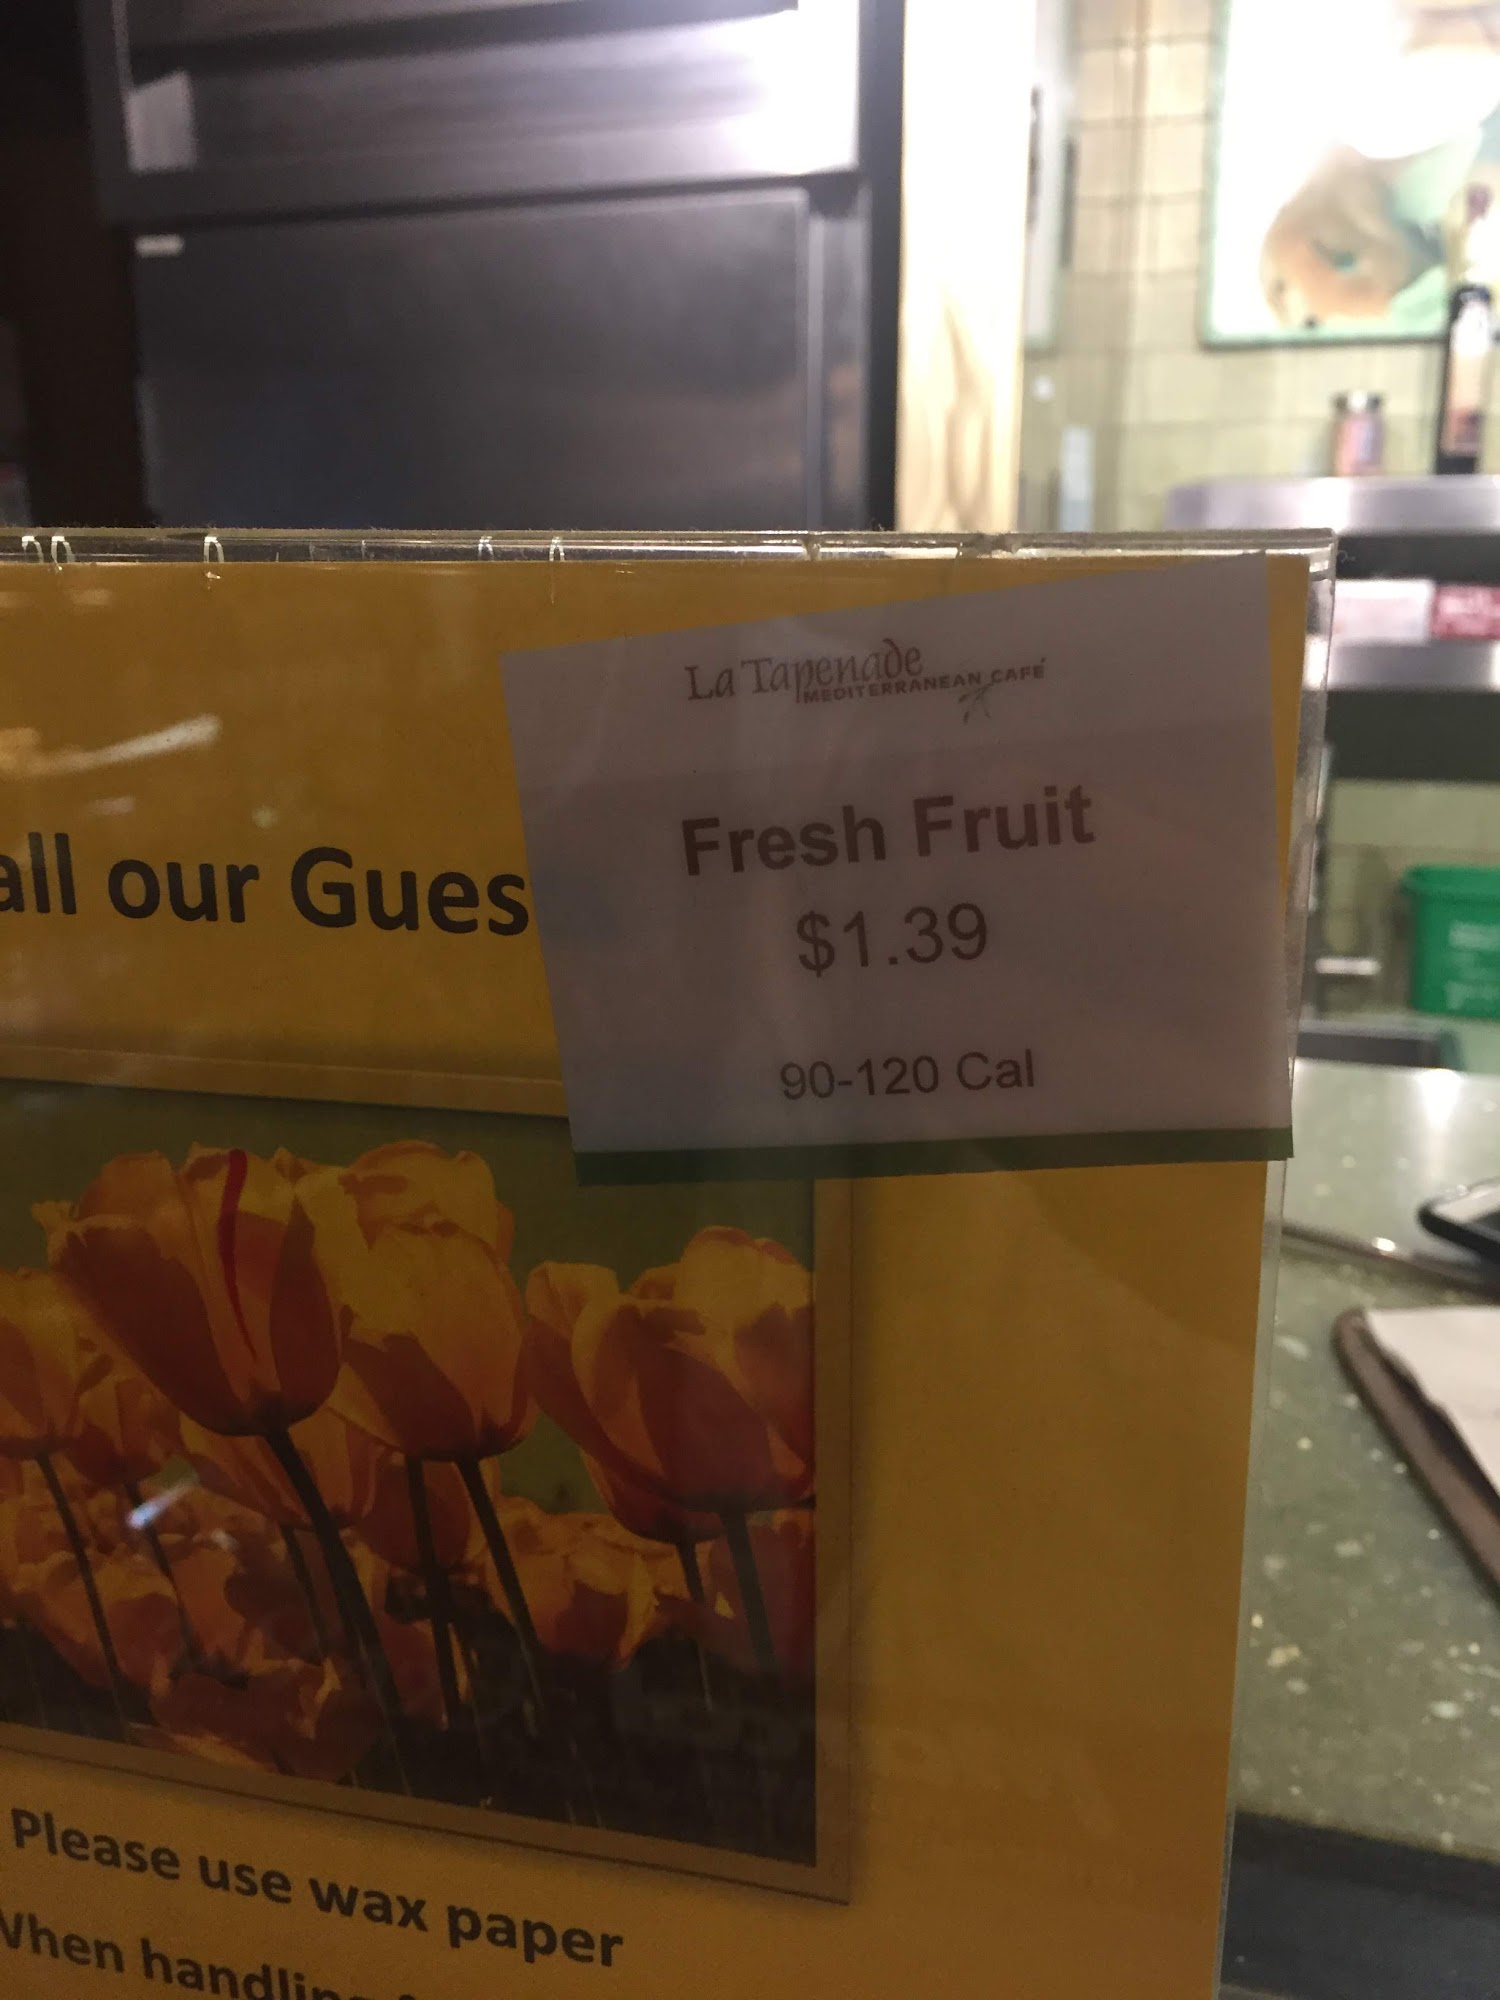 La Tapenade
MEDITERRANEAN CAFÉ
Fresh Fruit
$1.39
90-120 Cal
all our Gues
Please use wax paper
When handling